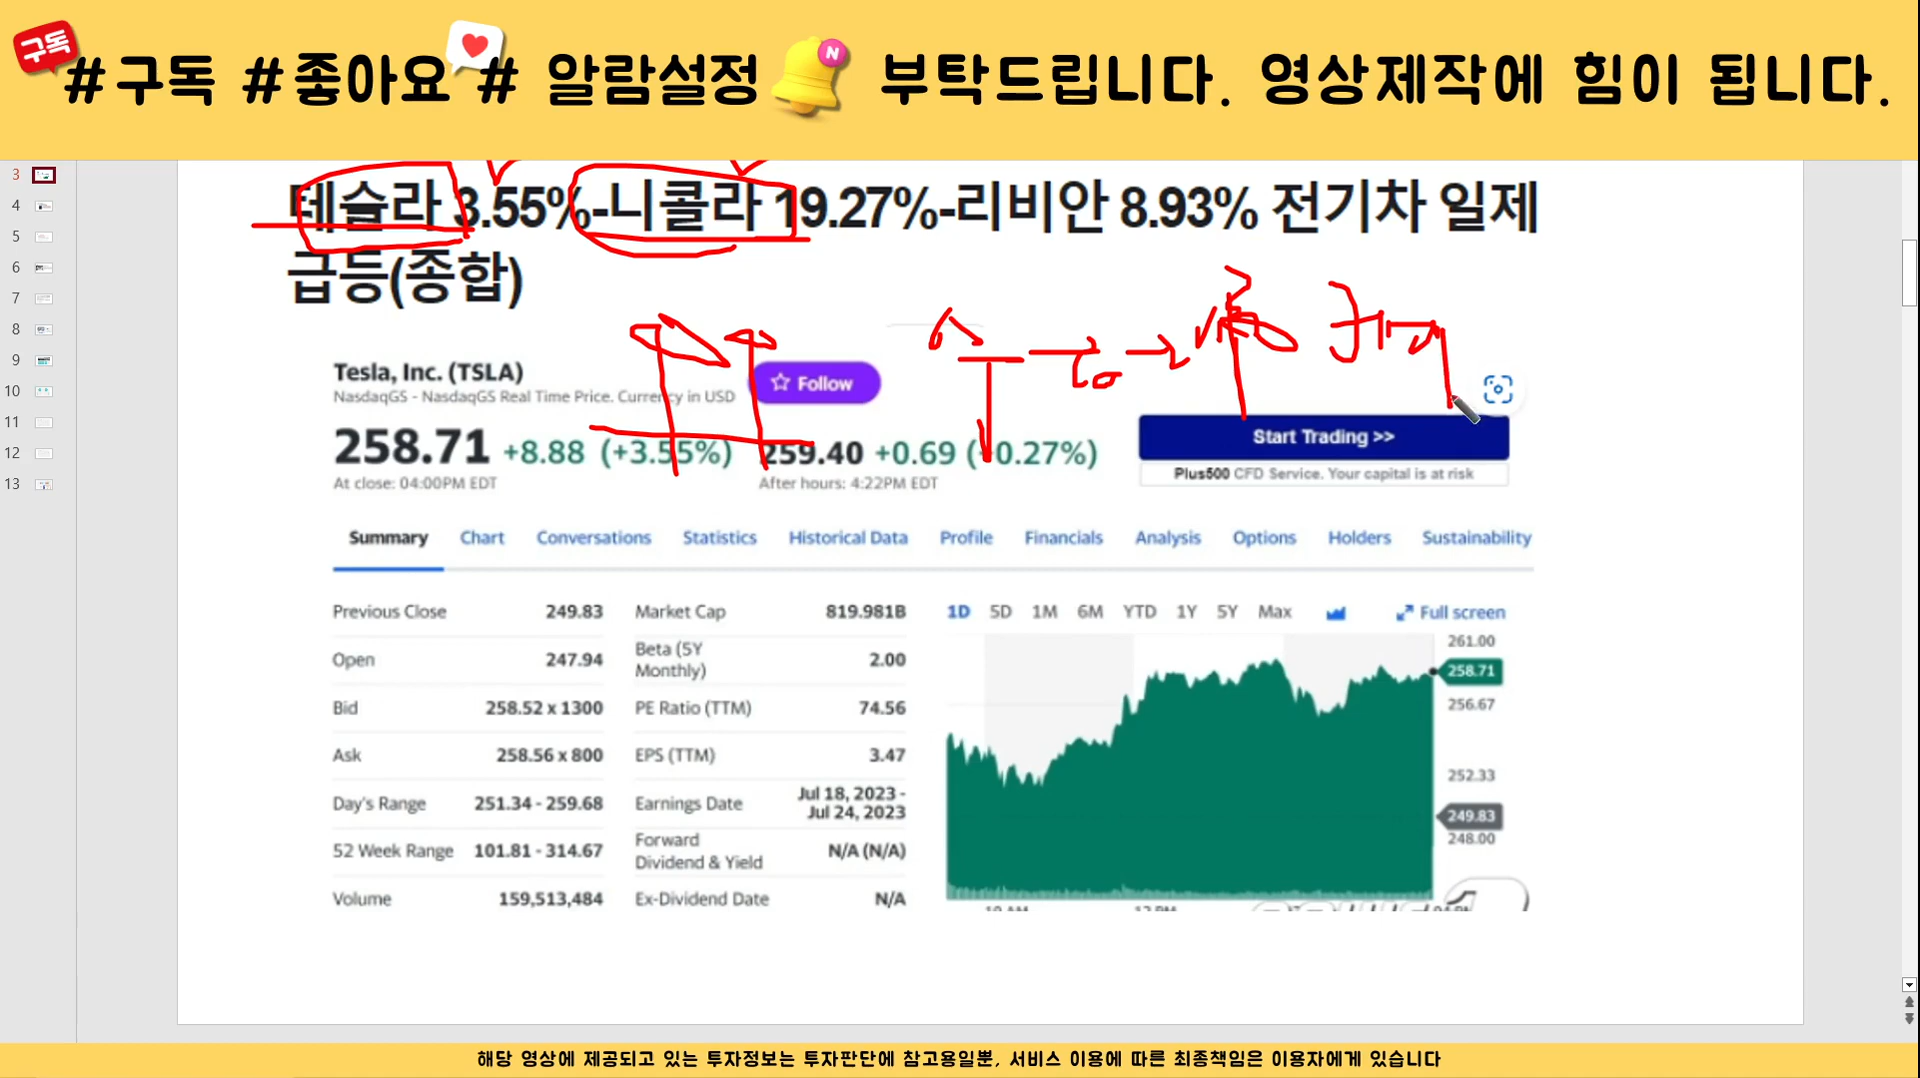 구독
#구독 #좋아요 # 알람설정 N 부탁드립니다. 영상제작에 힘이 됩니다.
3
4
5
6
7
8
9
10
11
12
13
테슬라 3.55%-니콜라 19.27%-리비안 8.93% 전기차 일제
급등(종합)
Tesla, Inc. (TSLA)
NasdaqGS - NasdaqGS Real Time Price. Currency in USD
Follow
258.71 +8.88 (+3.55%) 259.40 +0.69 (+0.27%)
At close: 04:00PM EDT After hours: 4:22PM EDT
Start Trading >>
Plus500 CFD Service. Your capital is at risk
Summary Chart Conversations Statistics Historical Data Profile Financials Analysis Options Holders Sustainability
Previous Close 249.83
Open 247.94
Bid 258.52 x 1300
Ask 258.56 x 800
Day's Range 251.34 - 259.68
52 Week Range 101.81 - 314.67
Volume 159,513,484
Market Cap 819.981B
Beta (5Y
Monthly) 2.00
PE Ratio (TTM) 74.56
EPS (TTM) 3.47
Earnings Date Jul 18, 2023 -
Jul 24, 2023
Forward
Dividend & Yield N/A (N/A)
Ex-Dividend Date N/A
1D 5D 1M 6M YTD 1Y 5Y Max Full screen
261.00
258.71
256.67
252.33
249.83
248.00
해당 영상에 제공되고 있는 투자정보는 투자판단에 참고용일뿐, 서비스 이용에 따른 최종책임은 이용자에게 있습니다